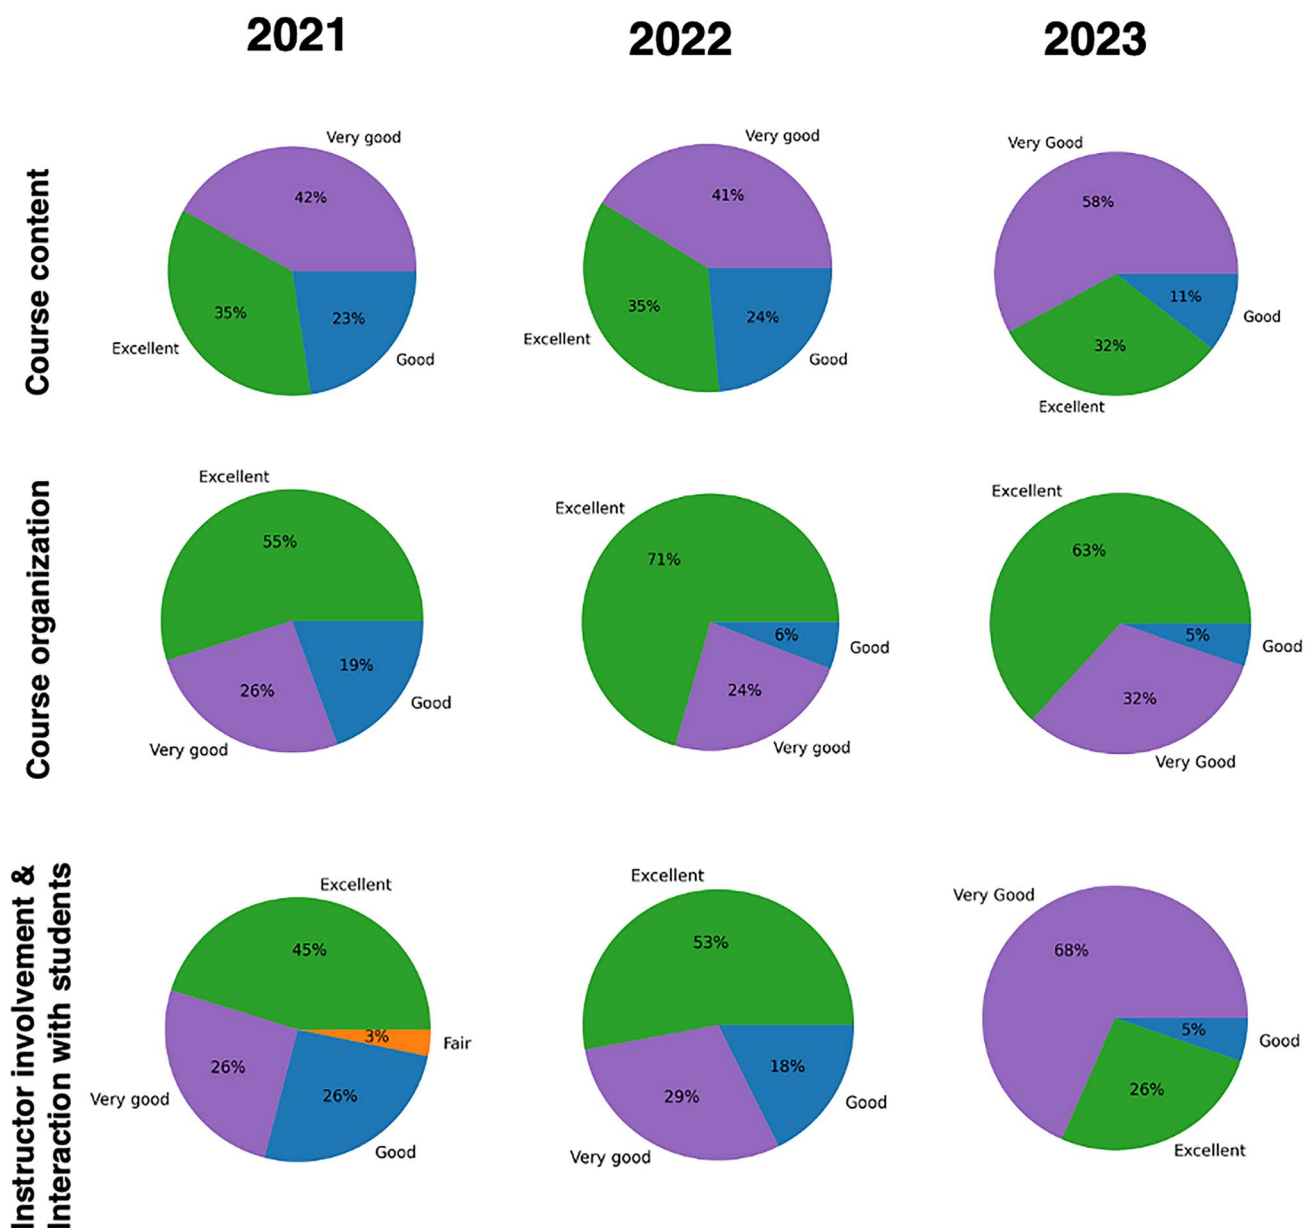 2021
2022
2023
Course content
Very good
42%
35%
23%
Excellent
Good
Very good
41%
35%
24%
Excellent
Good
Very Good
58%
11%
Good
32%
Excellent
Course organization
Excellent
55%
19%
26%
Good
Very good
Excellent
71%
6%
Good
24%
Very good
Excellent
63%
5%
Good
32%
Very Good
Instructor involvement &
Interaction with students
Excellent
45%
3%
Fair
26%
26%
Very good
Good
Excellent
53%
18%
29%
Good
Very good
Very Good
68%
5%
Good
26%
Excellent